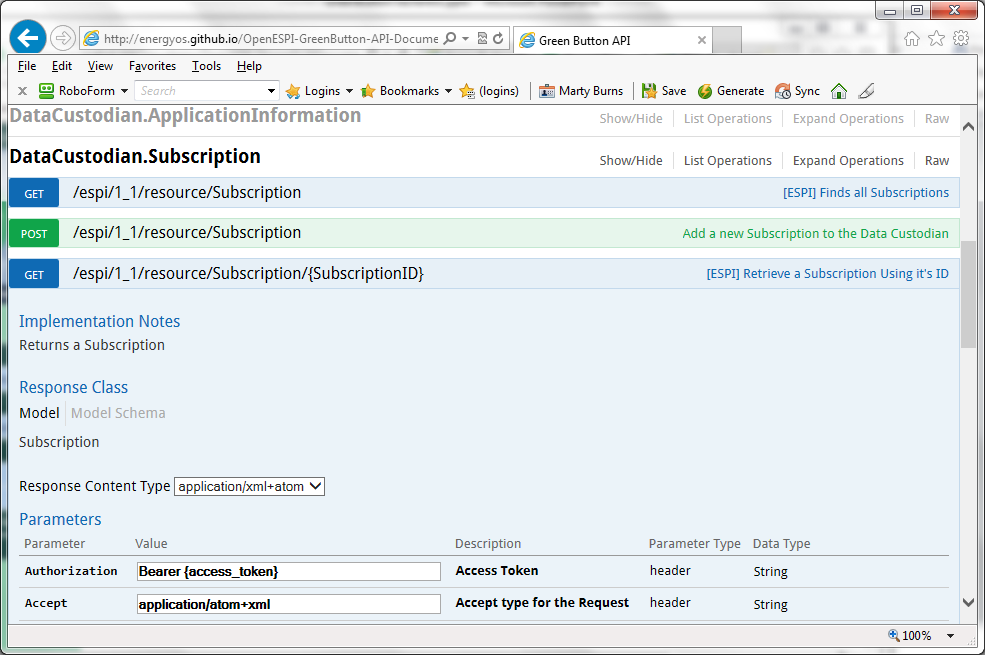 http://energyos.github.io/OpenESPI-GreenButton-API-Docume
Green Button API
File Edit View Favorites Tools Help
RoboForm Search Logins Bookmarks (logins) Marty Burns Save Generate Sync
DataCustodian.ApplicationInformation Show/Hide List Operations Expand Operations Raw
DataCustodian.Subscription Show/Hide List Operations Expand Operations Raw
GET /espi/1_1/resource/Subscription [ESPI] Finds all Subscriptions
POST /espi/1_1/resource/Subscription Add a new Subscription to the Data Custodian
GET /espi/1_1/resource/Subscription/{SubscriptionID} [ESPI] Retrieve a Subscription Using it's ID
Implementation Notes
Returns a Subscription
Response Class
Model Model Schema
Subscription
Response Content Type application/xml+atom
Parameters
Parameter Value Description Parameter Type Data Type
Authorization Bearer {access_token} Access Token header String
Accept application/atom+xml Accept type for the Request header String
100%